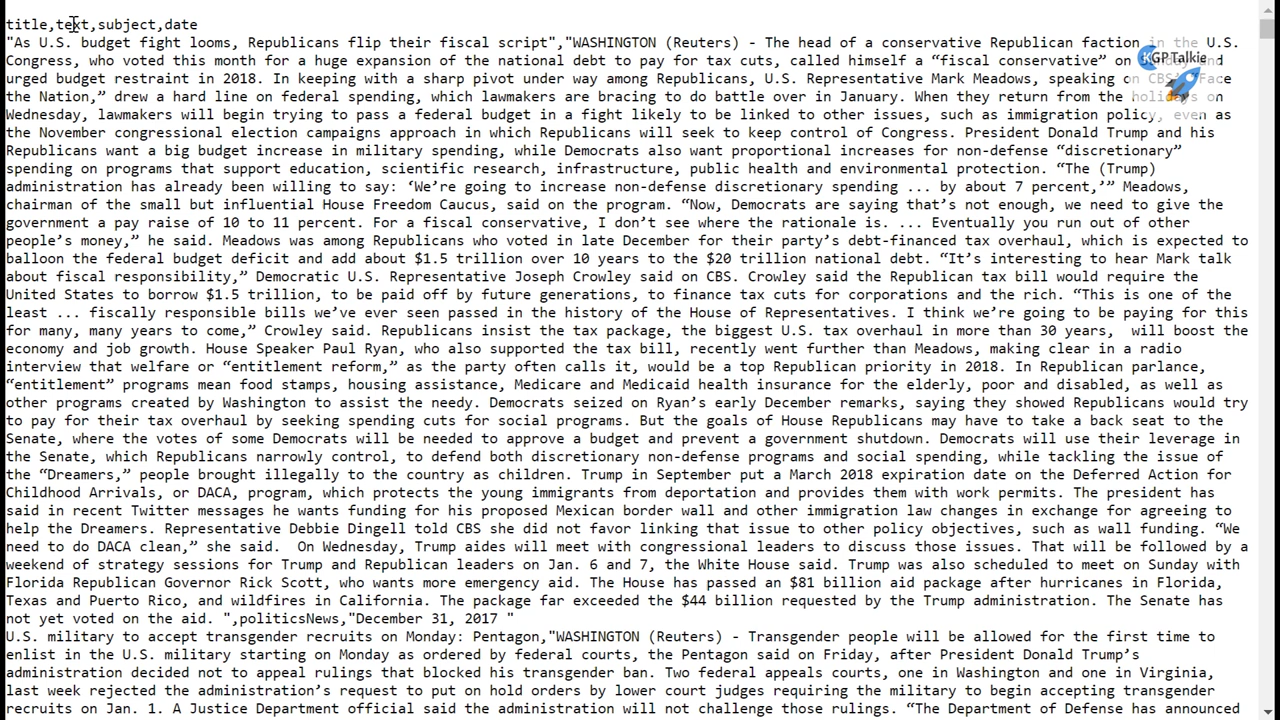 title,text,subject,date
"As U.S. budget fight looms, Republicans flip their fiscal script","WASHINGTON (Reuters) - The head of a conservative Republican faction in the U.S.
Congress, who voted this month for a huge expansion of the national debt to pay for tax cuts, called himself a “fiscal conservative” on Sunday and
KGPTalkie
urged budget restraint in 2018. In keeping with a sharp pivot under way among Republicans, U.S. Representative Mark Meadows, speaking on CBS’ “Face
the Nation,” drew a hard line on federal spending, which lawmakers are bracing to do battle over in January. When they return from the holidays on
Wednesday, lawmakers will begin trying to pass a federal budget in a fight likely to be linked to other issues, such as immigration policy, even as
the November congressional election campaigns approach in which Republicans will seek to keep control of Congress. President Donald Trump and his
Republicans want a big budget increase in military spending, while Democrats also want proportional increases for non-defense “discretionary”
spending on programs that support education, scientific research, infrastructure, public health and environmental protection. “The (Trump)
administration has already been willing to say: ‘We’re going to increase non-defense discretionary spending ... by about 7 percent,’” Meadows,
chairman of the small but influential House Freedom Caucus, said on the program. “Now, Democrats are saying that’s not enough, we need to give the
government a pay raise of 10 to 11 percent. For a fiscal conservative, I don’t see where the rationale is. ... Eventually you run out of other
people’s money,” he said. Meadows was among Republicans who voted in late December for their party’s debt-financed tax overhaul, which is expected to
balloon the federal budget deficit and add about $1.5 trillion over 10 years to the $20 trillion national debt. “It’s interesting to hear Mark talk
about fiscal responsibility,” Democratic U.S. Representative Joseph Crowley said on CBS. Crowley said the Republican tax bill would require the
United States to borrow $1.5 trillion, to be paid off by future generations, to finance tax cuts for corporations and the rich. “This is one of the
least ... fiscally responsible bills we’ve ever seen passed in the history of the House of Representatives. I think we’re going to be paying for this
for many, many years to come,” Crowley said. Republicans insist the tax package, the biggest U.S. tax overhaul in more than 30 years,  will boost the
economy and job growth. House Speaker Paul Ryan, who also supported the tax bill, recently went further than Meadows, making clear in a radio
interview that welfare or “entitlement reform,” as the party often calls it, would be a top Republican priority in 2018. In Republican parlance,
“entitlement” programs mean food stamps, housing assistance, Medicare and Medicaid health insurance for the elderly, poor and disabled, as well as
other programs created by Washington to assist the needy. Democrats seized on Ryan’s early December remarks, saying they showed Republicans would try
to pay for their tax overhaul by seeking spending cuts for social programs. But the goals of House Republicans may have to take a back seat to the
Senate, where the votes of some Democrats will be needed to approve a budget and prevent a government shutdown. Democrats will use their leverage in
the Senate, which Republicans narrowly control, to defend both discretionary non-defense programs and social spending, while tackling the issue of
the “Dreamers,” people brought illegally to the country as children. Trump in September put a March 2018 expiration date on the Deferred Action for
Childhood Arrivals, or DACA, program, which protects the young immigrants from deportation and provides them with work permits. The president has
said in recent Twitter messages he wants funding for his proposed Mexican border wall and other immigration law changes in exchange for agreeing to
help the Dreamers. Representative Debbie Dingell told CBS she did not favor linking that issue to other policy objectives, such as wall funding. “We
need to do DACA clean,” she said.  On Wednesday, Trump aides will meet with congressional leaders to discuss those issues. That will be followed by a
weekend of strategy sessions for Trump and Republican leaders on Jan. 6 and 7, the White House said. Trump was also scheduled to meet on Sunday with
Florida Republican Governor Rick Scott, who wants more emergency aid. The House has passed an $81 billion aid package after hurricanes in Florida,
Texas and Puerto Rico, and wildfires in California. The package far exceeded the $44 billion requested by the Trump administration. The Senate has
not yet voted on the aid. ",politicsNews,"December 31, 2017 "
U.S. military to accept transgender recruits on Monday: Pentagon,"WASHINGTON (Reuters) - Transgender people will be allowed for the first time to
enlist in the U.S. military starting on Monday as ordered by federal courts, the Pentagon said on Friday, after President Donald Trump’s
administration decided not to appeal rulings that blocked his transgender ban. Two federal appeals courts, one in Washington and one in Virginia,
last week rejected the administration’s request to put on hold orders by lower court judges requiring the military to begin accepting transgender
recruits on Jan. 1. A Justice Department official said the administration will not challenge those rulings. “The Department of Defense has announced